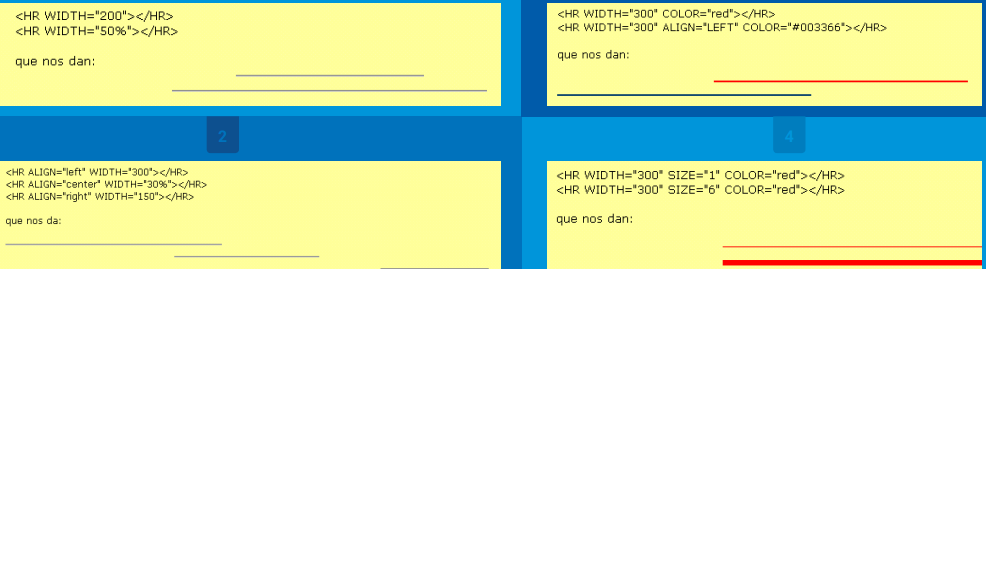 <HR WIDTH="200"></HR>
<HR WIDTH="50%"></HR>
que nos dan:
<HR WIDTH="300" COLOR="red"></HR>
<HR WIDTH="300" ALIGN="LEFT" COLOR="#003366"></HR>
que nos dan:
2
<HR ALIGN="left" WIDTH="300"></HR>
<HR ALIGN="center" WIDTH="30%"></HR>
<HR ALIGN="right" WIDTH="150"></HR>
que nos da:
4
<HR WIDTH="300" SIZE="1" COLOR="red"></HR>
<HR WIDTH="300" SIZE="6" COLOR="red"></HR>
que nos dan: